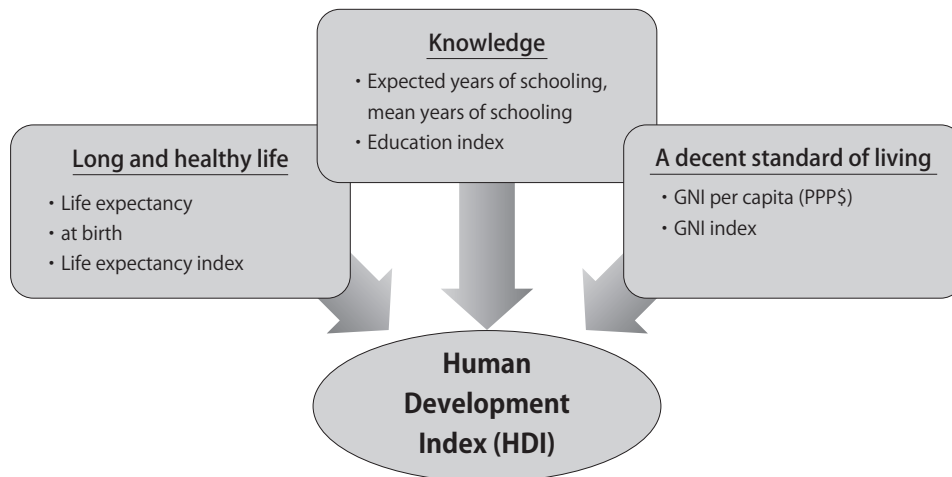 Knowledge
・Expected years of schooling,
mean years of schooling
・Education index
Long and healthy life
・Life expectancy
・at birth
・Life expectancy index
A decent standard of living
・GNI per capita (PPP$)
・GNI index
Human
Development
Index (HDI)